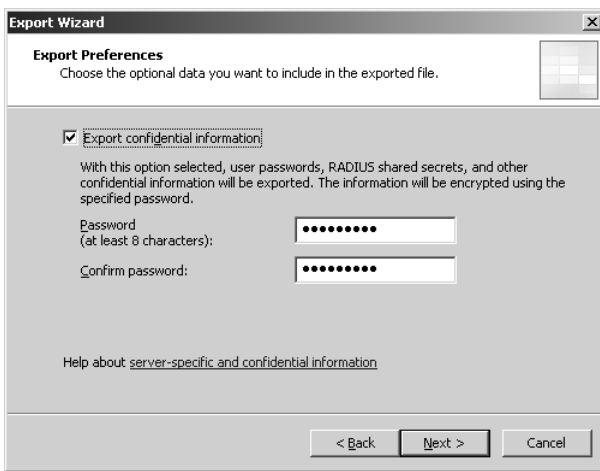 Export Wizard
Export Preferences
Choose the optional data you want to include in the exported file.
Export confidential information
With this option selected, user passwords, RADIUS shared secrets, and other
confidential information will be exported. The information will be encrypted using the
specified password.
Password
(at least 8 characters):
●●●●●●●●●
Confirm password:
●●●●●●●●●
Help about server-specific and confidential information
< Back
Next >
Cancel